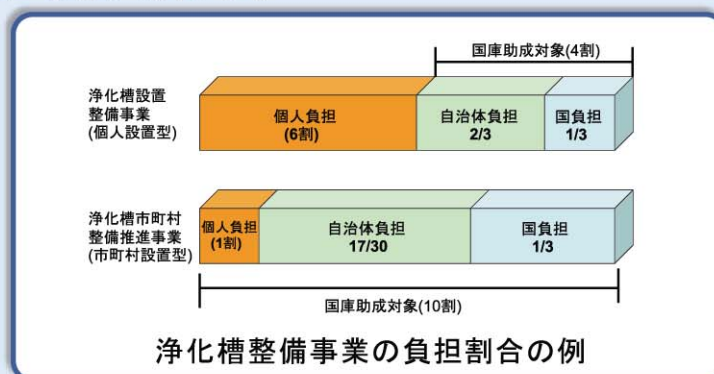 国庫助成対象(4割)
浄化槽設置
整備事業
(個人設置型)
個人負担
(6割)
自治体負担
2/3
国負担
1/3
浄化槽市町村
整備推進事業
(市町村設置型)
個人負担
(1割)
自治体負担
17/30
国負担
1/3
国庫助成対象(10割)
浄化槽整備事業の負担割合の例